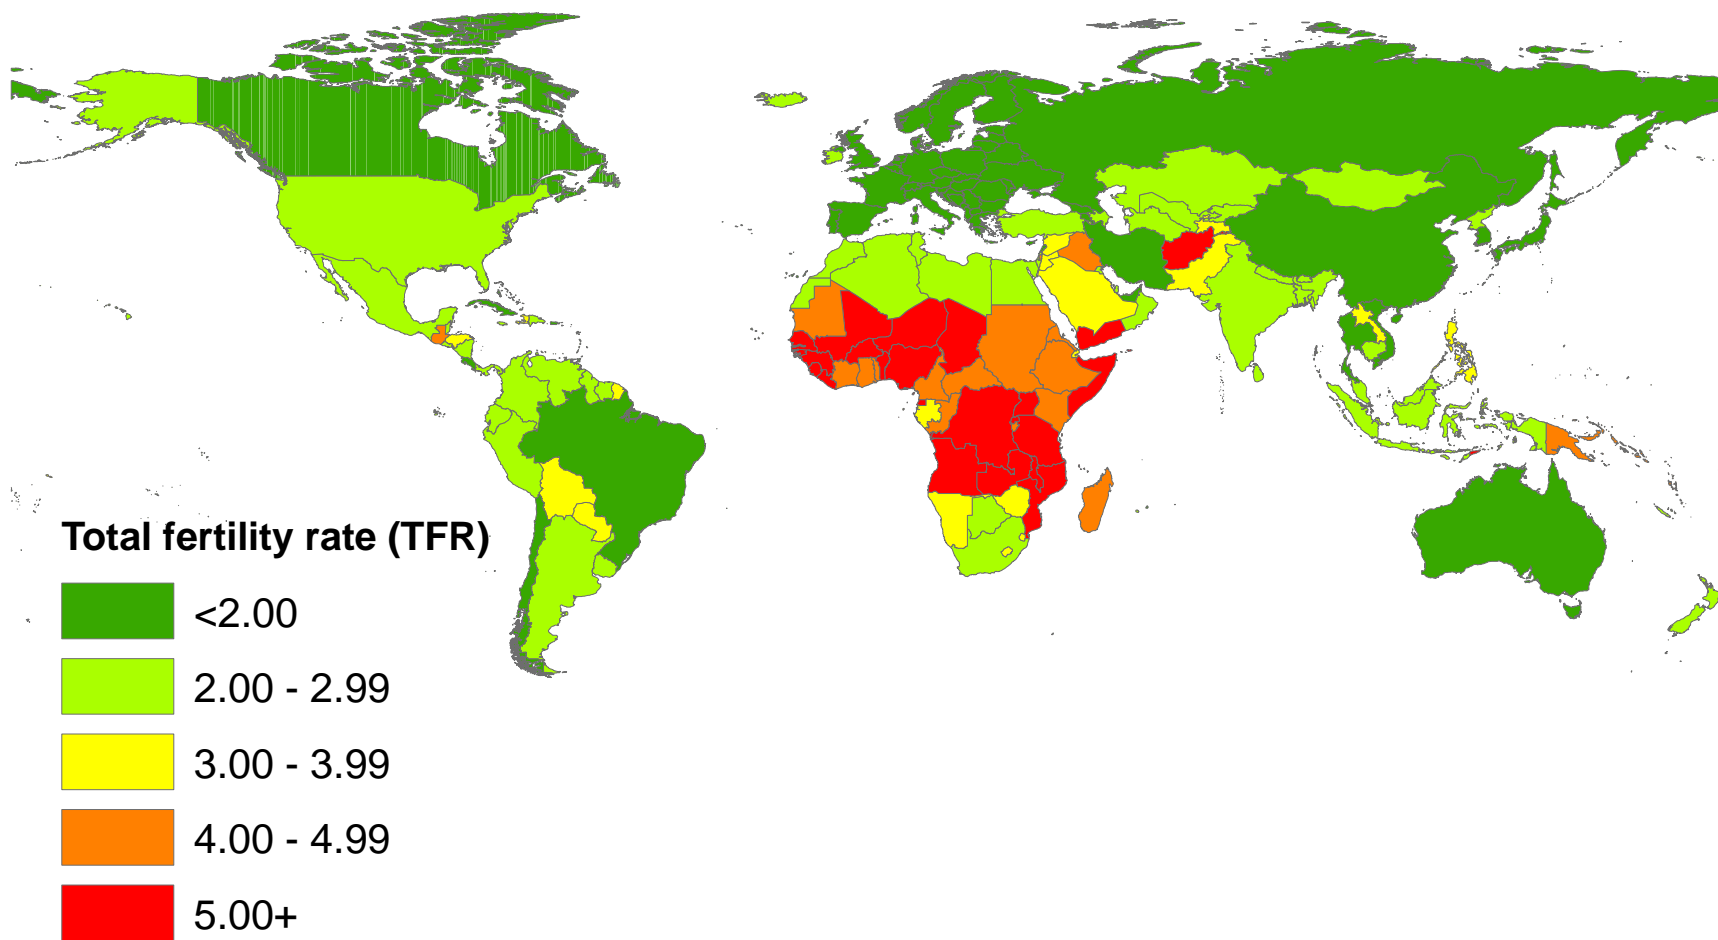 Total fertility rate (TFR)
<2.00
2.00 - 2.99
3.00 - 3.99
4.00 - 4.99
5.00+